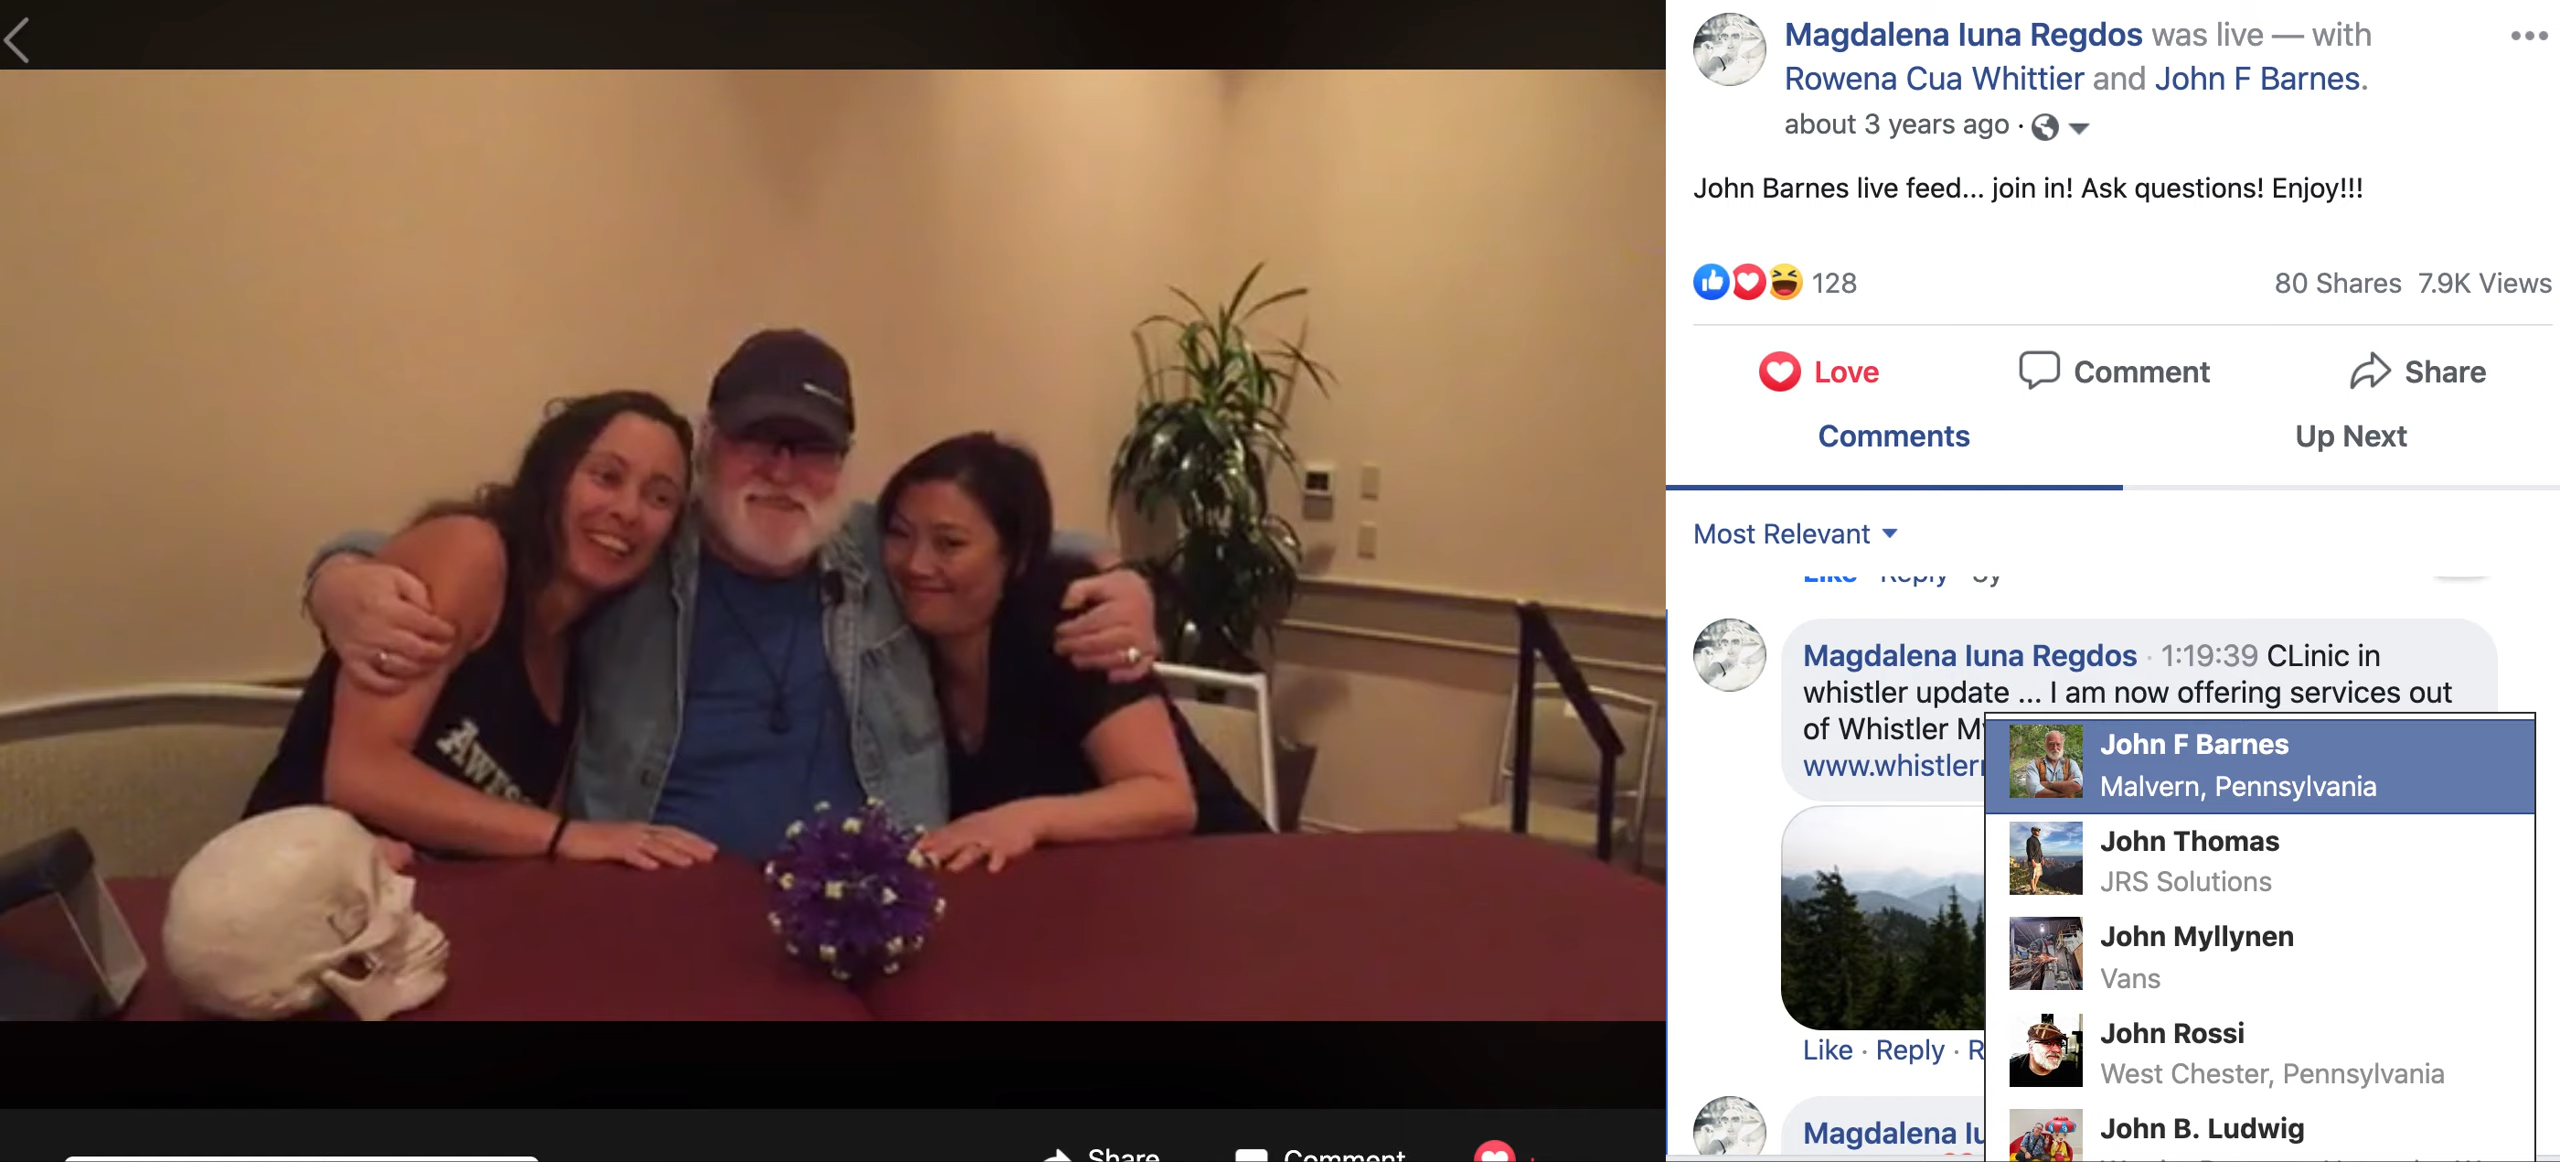 Magdalena Iuna Regdos was live — with
Rowena Cua Whittier and John F Barnes.
about 3 years ago ·
John Barnes live feed... join in! Ask questions! Enjoy!!!
128
80 Shares 7.9K Views
Love
Comment
Share
Comments
Up Next
Most Relevant
Like Reply 3y
Magdalena Iuna Regdos · 1:19:39 CLinic in
whistler update ... I am now offering services out
of Whistler
www.whistler
John F Barnes
Malvern, Pennsylvania
John Thomas
JRS Solutions
John Myllynen
Vans
John Rossi
West Chester, Pennsylvania
John B. Ludwig
Like · Reply · R
Magdalena Iu
Share
Comment